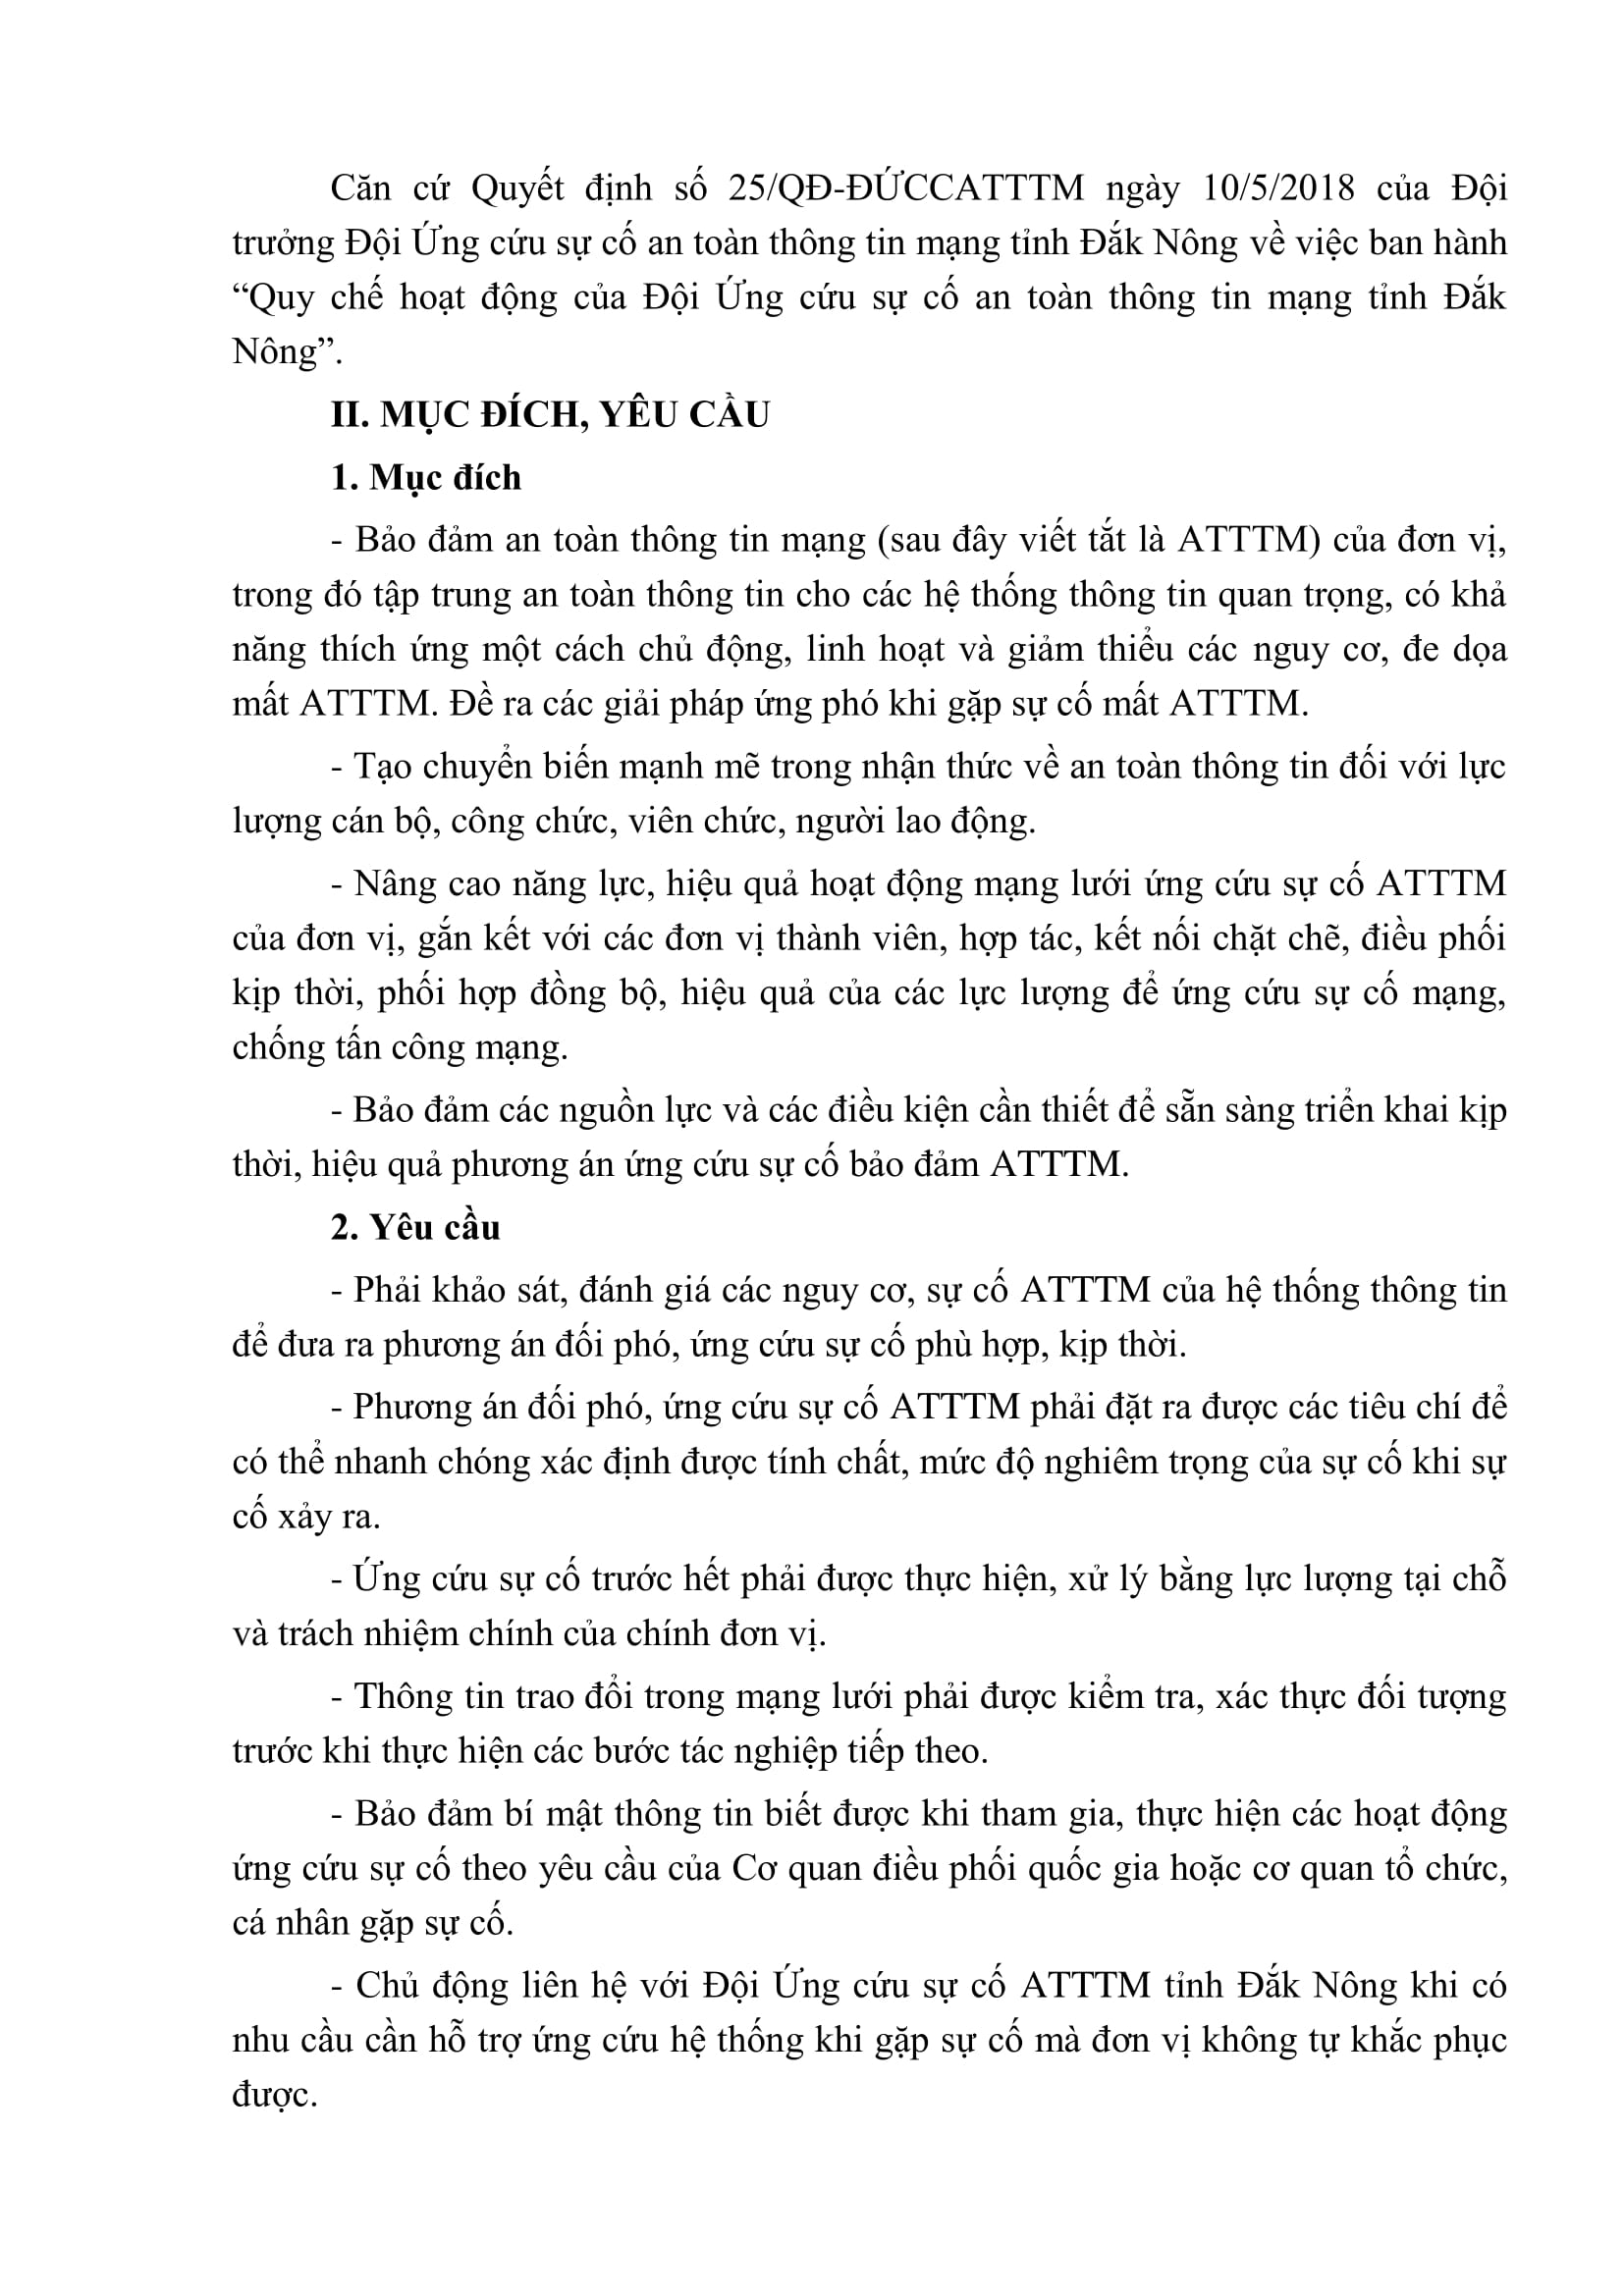 Căn cứ Quyết định số 25/QĐ-ĐỨCCATTTM ngày 10/5/2018 của Đội
trưởng Đội Ứng cứu sự cố an toàn thông tin mạng tỉnh Đắk Nông về việc ban hành
“Quy chế hoạt động của Đội Ứng cứu sự cố an toàn thông tin mạng tỉnh Đắk
Nông”.
II. MỤC ĐÍCH, YÊU CẦU
1. Mục đích
- Bảo đảm an toàn thông tin mạng (sau đây viết tắt là ATTTM) của đơn vị,
trong đó tập trung an toàn thông tin cho các hệ thống thông tin quan trọng, có khả
năng thích ứng một cách chủ động, linh hoạt và giảm thiểu các nguy cơ, đe dọa
mất ATTTM. Đề ra các giải pháp ứng phó khi gặp sự cố mất ATTTM.
- Tạo chuyển biến mạnh mẽ trong nhận thức về an toàn thông tin đối với lực
lượng cán bộ, công chức, viên chức, người lao động.
- Nâng cao năng lực, hiệu quả hoạt động mạng lưới ứng cứu sự cố ATTTM
của đơn vị, gắn kết với các đơn vị thành viên, hợp tác, kết nối chặt chẽ, điều phối
kịp thời, phối hợp đồng bộ, hiệu quả của các lực lượng để ứng cứu sự cố mạng,
chống tấn công mạng.
- Bảo đảm các nguồn lực và các điều kiện cần thiết để sẵn sàng triển khai kịp
thời, hiệu quả phương án ứng cứu sự cố bảo đảm ATTTM.
2. Yêu cầu
- Phải khảo sát, đánh giá các nguy cơ, sự cố ATTTM của hệ thống thông tin
để đưa ra phương án đối phó, ứng cứu sự cố phù hợp, kịp thời.
- Phương án đối phó, ứng cứu sự cố ATTTM phải đặt ra được các tiêu chí để
có thể nhanh chóng xác định được tính chất, mức độ nghiêm trọng của sự cố khi sự
cố xảy ra.
- Ứng cứu sự cố trước hết phải được thực hiện, xử lý bằng lực lượng tại chỗ
và trách nhiệm chính của chính đơn vị.
- Thông tin trao đổi trong mạng lưới phải được kiểm tra, xác thực đối tượng
trước khi thực hiện các bước tác nghiệp tiếp theo.
- Bảo đảm bí mật thông tin biết được khi tham gia, thực hiện các hoạt động
ứng cứu sự cố theo yêu cầu của Cơ quan điều phối quốc gia hoặc cơ quan tổ chức,
cá nhân gặp sự cố.
- Chủ động liên hệ với Đội Ứng cứu sự cố ATTTM tỉnh Đắk Nông khi có
nhu cầu cần hỗ trợ ứng cứu hệ thống khi gặp sự cố mà đơn vị không tự khắc phục
được.